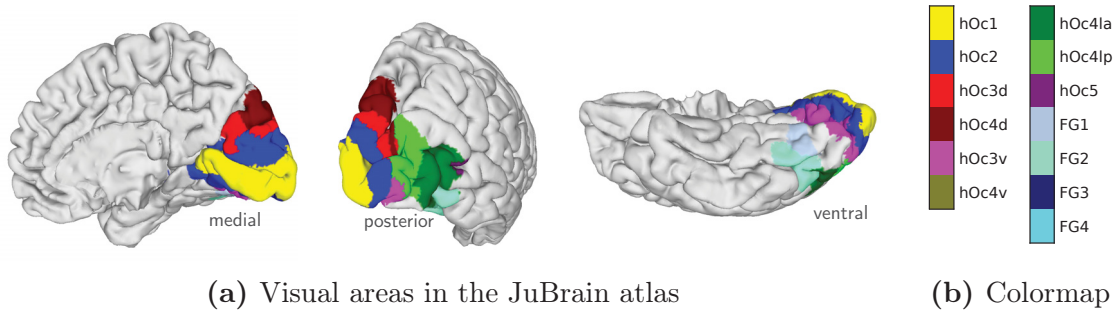 medial
posterior
ventral
hOc1
hOc2
hOc3d
hOc4d
hOc3v
hOc4v
hOc4la
hOc4lp
hOc5
FG1
FG2
FG3
FG4
(a) Visual areas in the JuBrain atlas
(b) Colormap